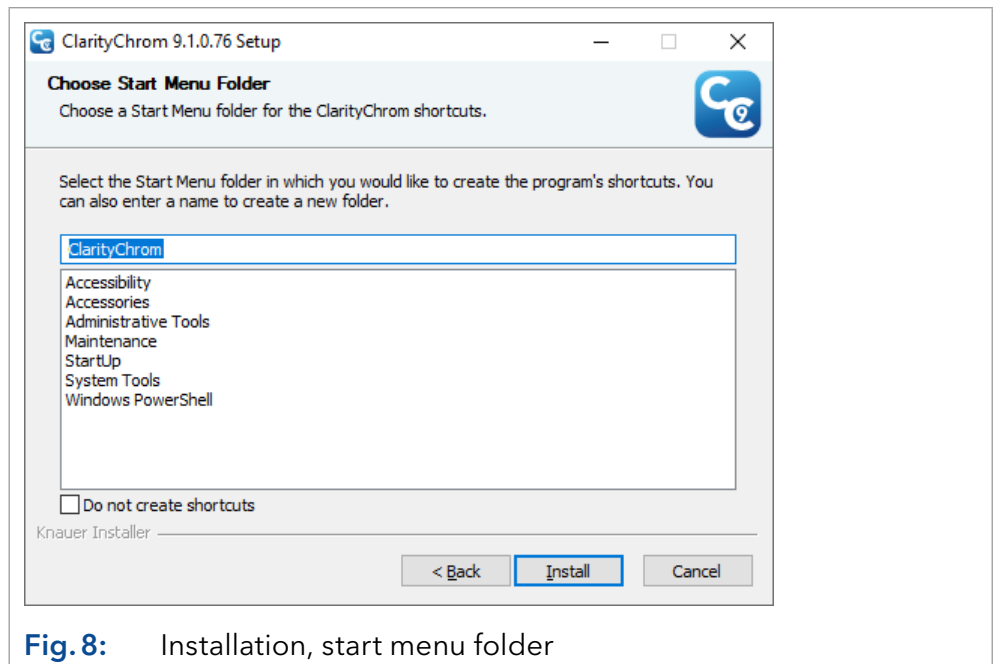 ClarityChrom 9.1.0.76 Setup
Choose Start Menu Folder
Choose a Start Menu folder for the ClarityChrom shortcuts.
Select the Start Menu folder in which you would like to create the program's shortcuts. You
can also enter a name to create a new folder.
ClarityChrom
Accessibility
Accessories
Administrative Tools
Maintenance
StartUp
System Tools
Windows PowerShell
Do not create shortcuts
Knauer Installer
< Back Install Cancel
Fig. 8: Installation, start menu folder